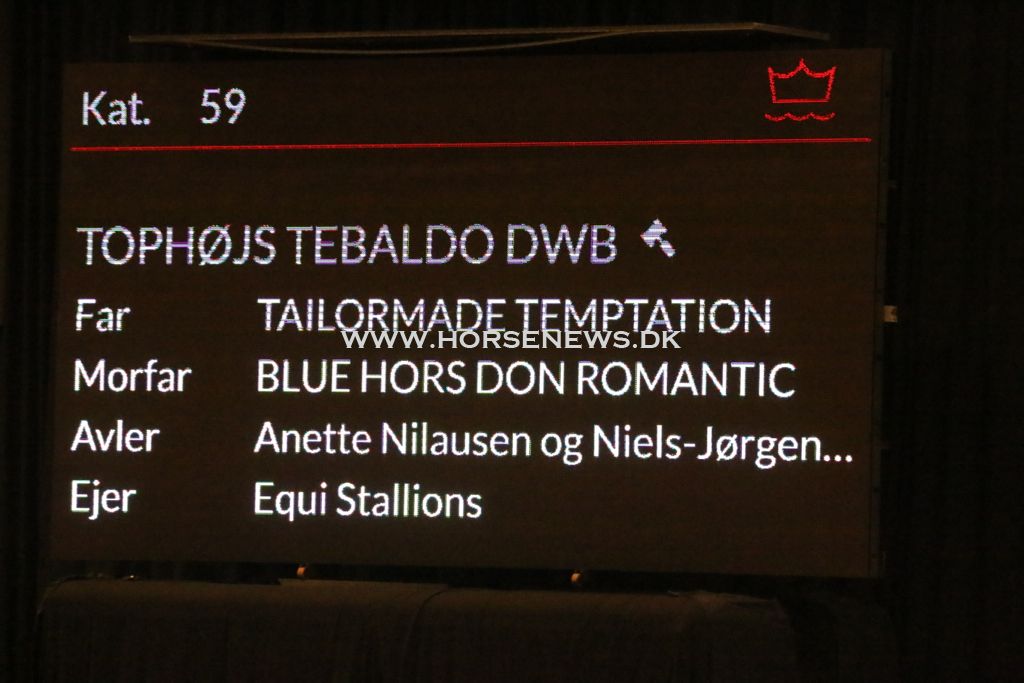 Kat. 59
TOPHØJS TEBALDO DWB
Far TAILORMADE TEMPTATION
WWW.HORSENEWS.DK
Morfar BLUE HORS DON ROMANTIC
Avler Anette Nilausen og Niels-Jørgen...
Ejer Equi Stallions